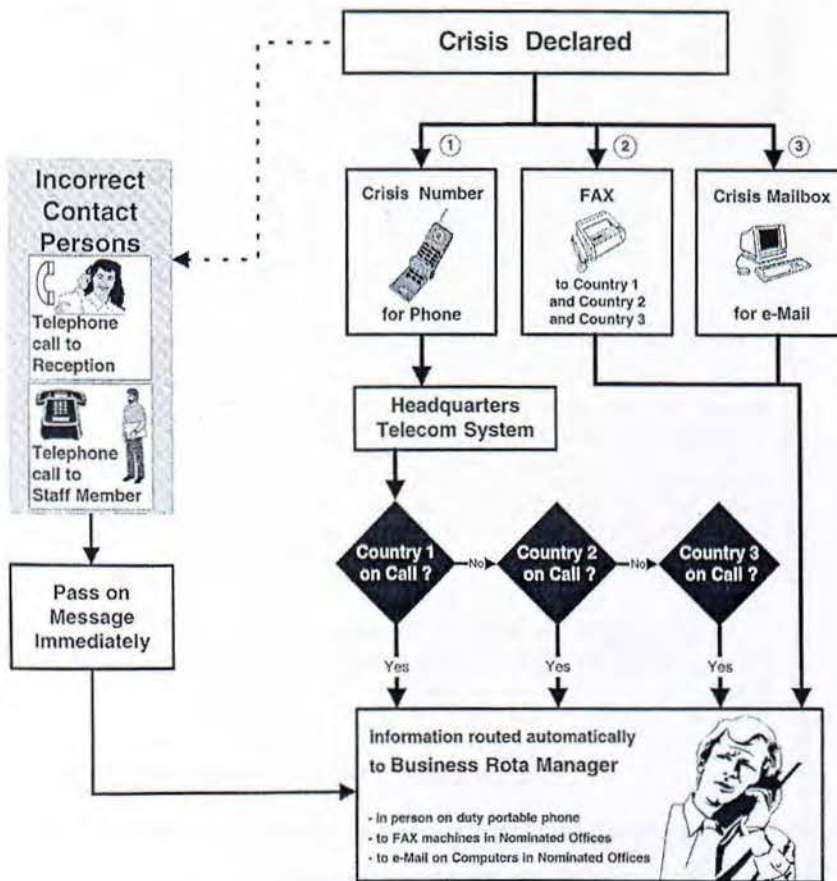 Crisis Declared
1
2
3
Incorrect
Contact
Persons
Telephone
call to
Reception
Telephone
call to
Staff Member
Crisis Number
for Phone
FAX
to Country 1
and Country 2
and Country 3
Crisis Mailbox
for e-Mail
Headquarters
Telecom System
Country 1
on Call ?
No
Country 2
on Call ?
No
Country 3
on Call ?
Pass on
Message
Immediately
Yes
Yes
Yes
Information routed automatically
to Business Rota Manager
- in person on duty portable phone
- to FAX machines in Nominated Offices
- to e-Mail on Computers in Nominated Offices